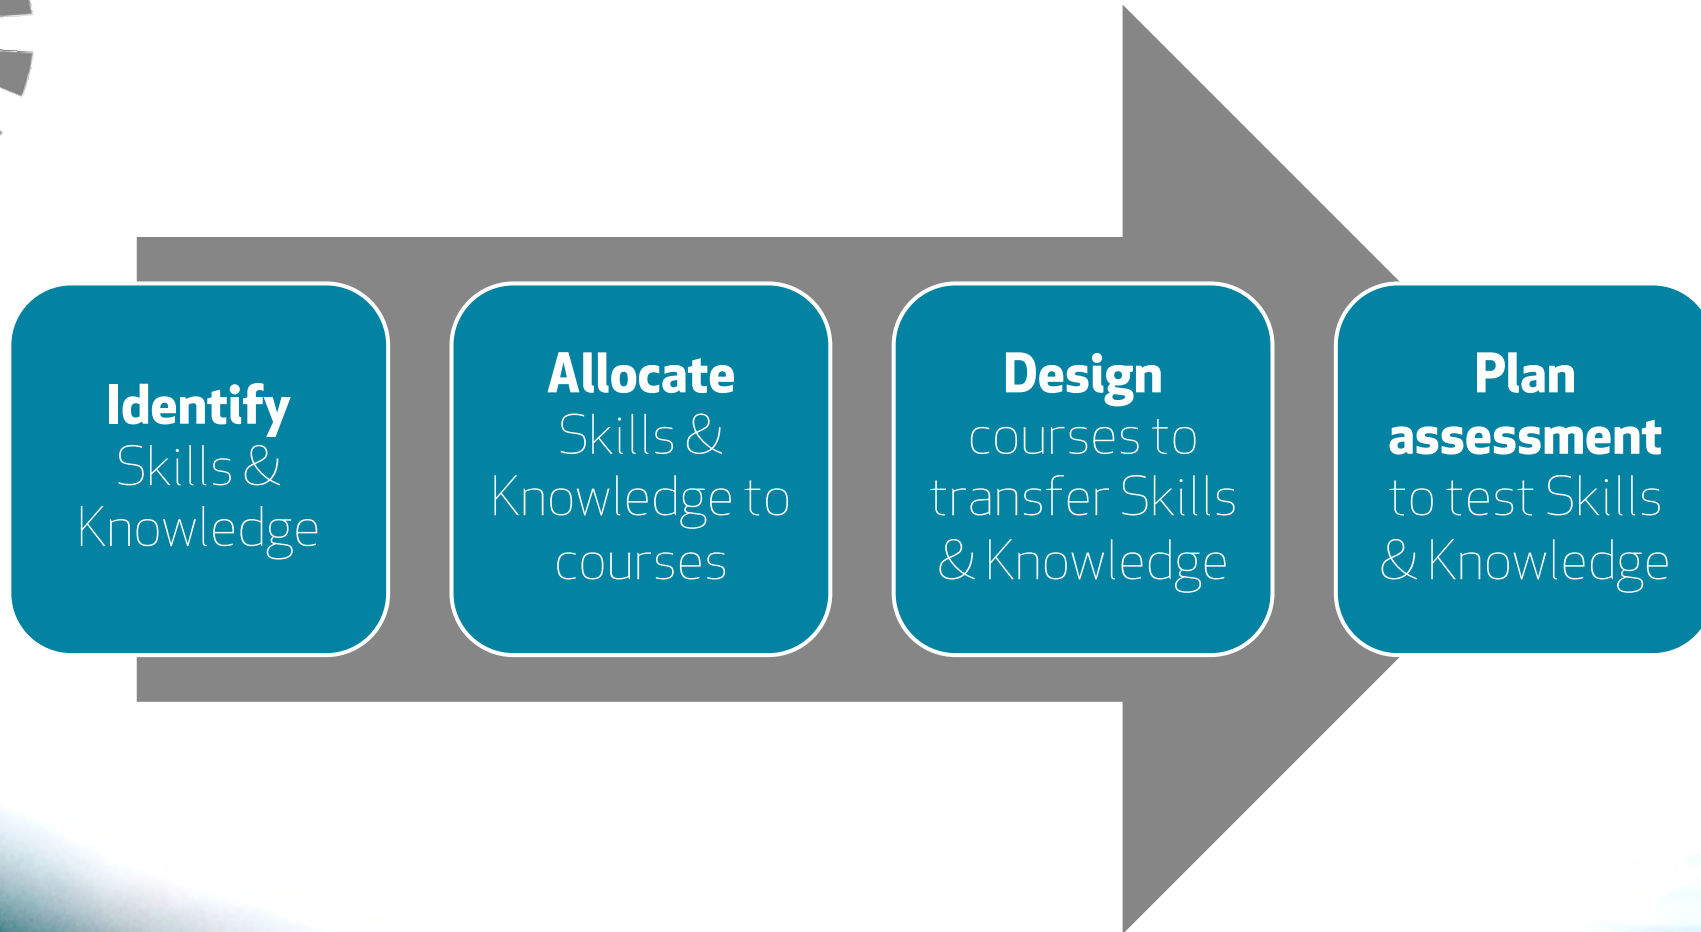 Identify
Skills &
Knowledge
Allocate
Skills &
Knowledge to
courses
Design
courses to
transfer Skills
& Knowledge
Plan
assessment
to test Skills
& Knowledge